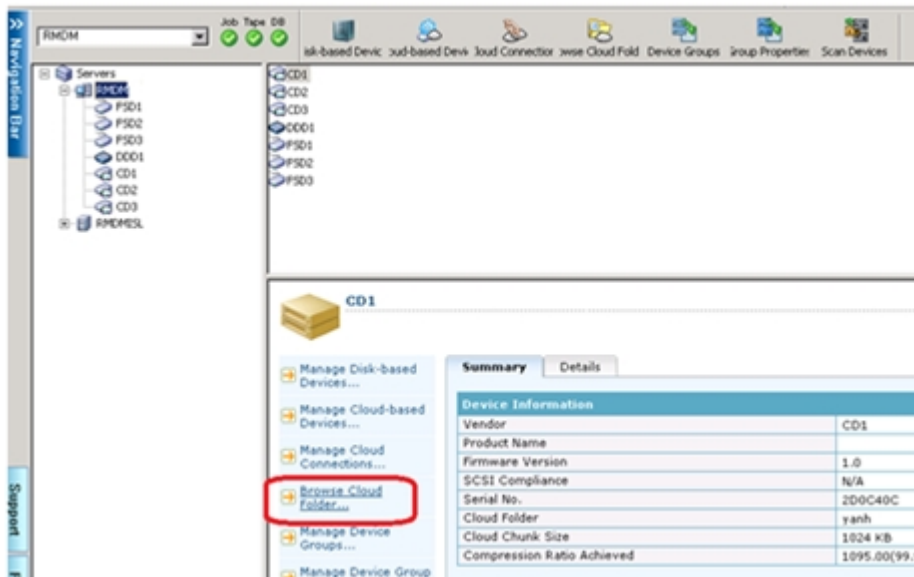 Job Tape DB
RMDM
isk-based Devic
oud-based Devi
loud Connection
owse Cloud Fold
Device Groups
roup Properties
Scan Devices
Navigation Bar
Servers
RMDM
FSD1
FSD2
FSD3
DDD1
CD1
CD2
CD3
RMDMISL
CD1
CD2
CD3
DDD1
FSD1
FSD2
FSD3
CD1
Manage Disk-based
Devices...
Manage Cloud-based
Devices...
Manage Cloud
Connections...
Browse Cloud
Folder...
Manage Device
Groups...
Manage Device Group
Summary
Details
Device Information
Vendor CD1
Product Name
Firmware Version 1.0
SCSI Compliance N/A
Serial No. 2D0C40C
Cloud Folder yanh
Cloud Chunk Size 1024 KB
Compression Ratio Achieved 1095.00(99.
Support